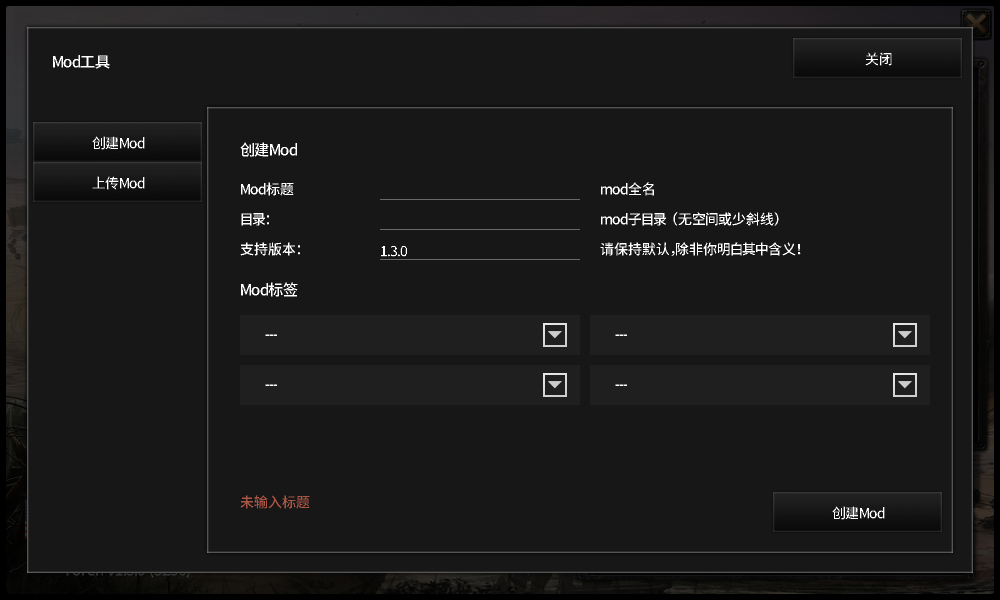 Mod工具
关闭
创建Mod
上传Mod
创建Mod
Mod标题
mod全名
目录:
mod子目录 (无空间或少斜线)
支持版本:
1.3.0
请保持默认,除非你明白其中含义!
Mod标签
---
---
---
---
未输入标题
创建Mod